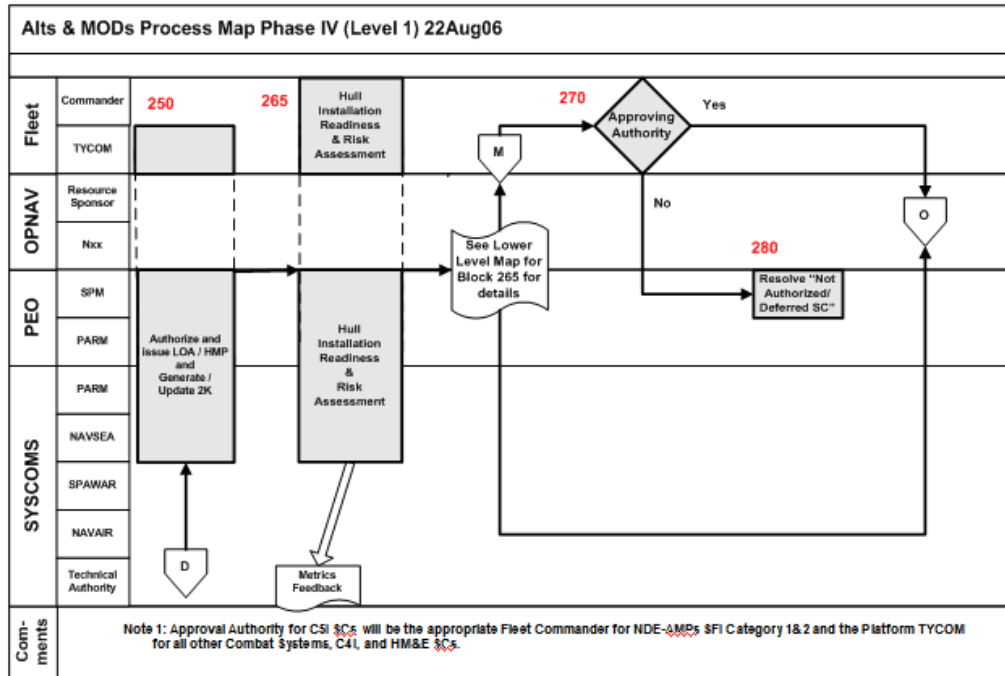 Alts & MODs Process Map Phase IV (Level 1) 22Aug06
Fleet
Commander
TYCOM
OPNAV
Resource
Sponsor
Nxx
PEO
SPM
PARM
SYSCOMS
PARM
NAVSEA
SPAWAR
NAVAIR
Technical
Authority
250
Authorize and
issue LOA / HMP
and
Generate /
Update 2K
D
265
Hull
Installation
Readiness
& Risk
Assessment
Hull
Installation
Readiness
&
Risk
Assessment
Metrics
Feedback
See Lower
Level Map for
Block 265 for
details
M
270
Approving
Authority
Yes
No
O
280
Resolve “Not
Authorized/
Deferred SC”
Com-
ments
Note 1: Approval Authority for C5I SCs will be the appropriate Fleet Commander for NDE-AMPs SFI Category 1&2 and the Platform TYCOM
for all other Combat Systems, C4I, and HM&E SCs.